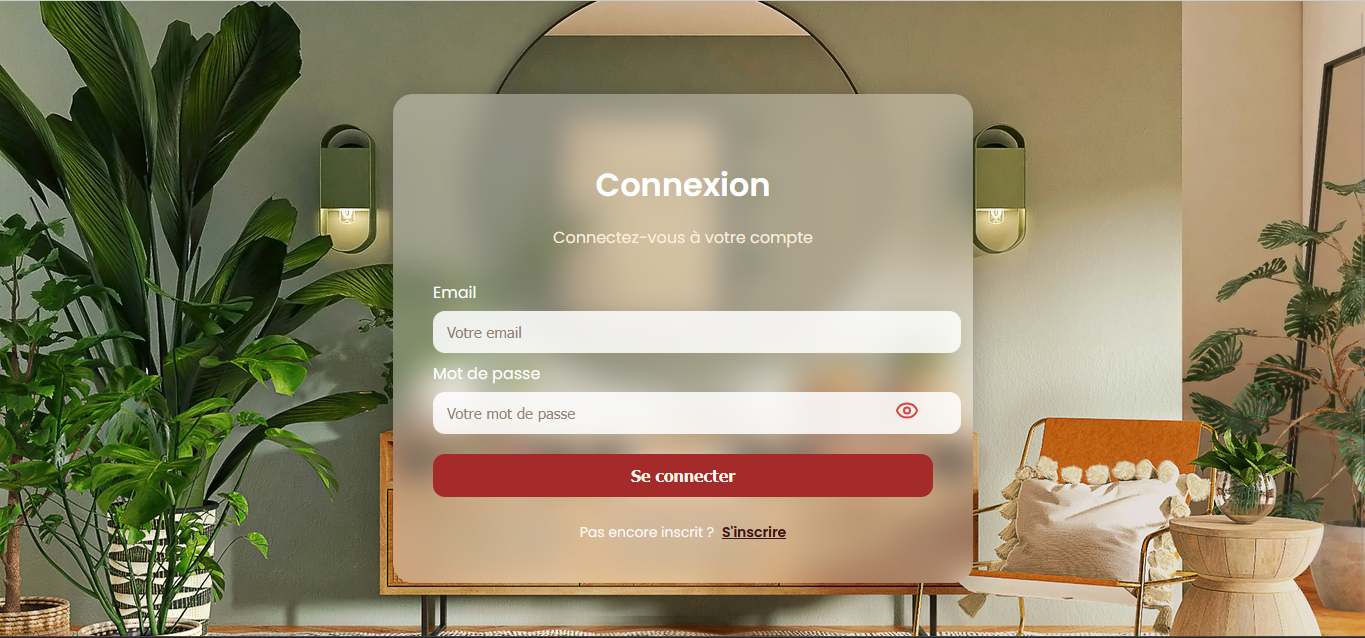 Connexion
Connectez-vous à votre compte
Email
Votre email
Mot de passe
Votre mot de passe
Se connecter
Pas encore inscrit ? S'inscrire